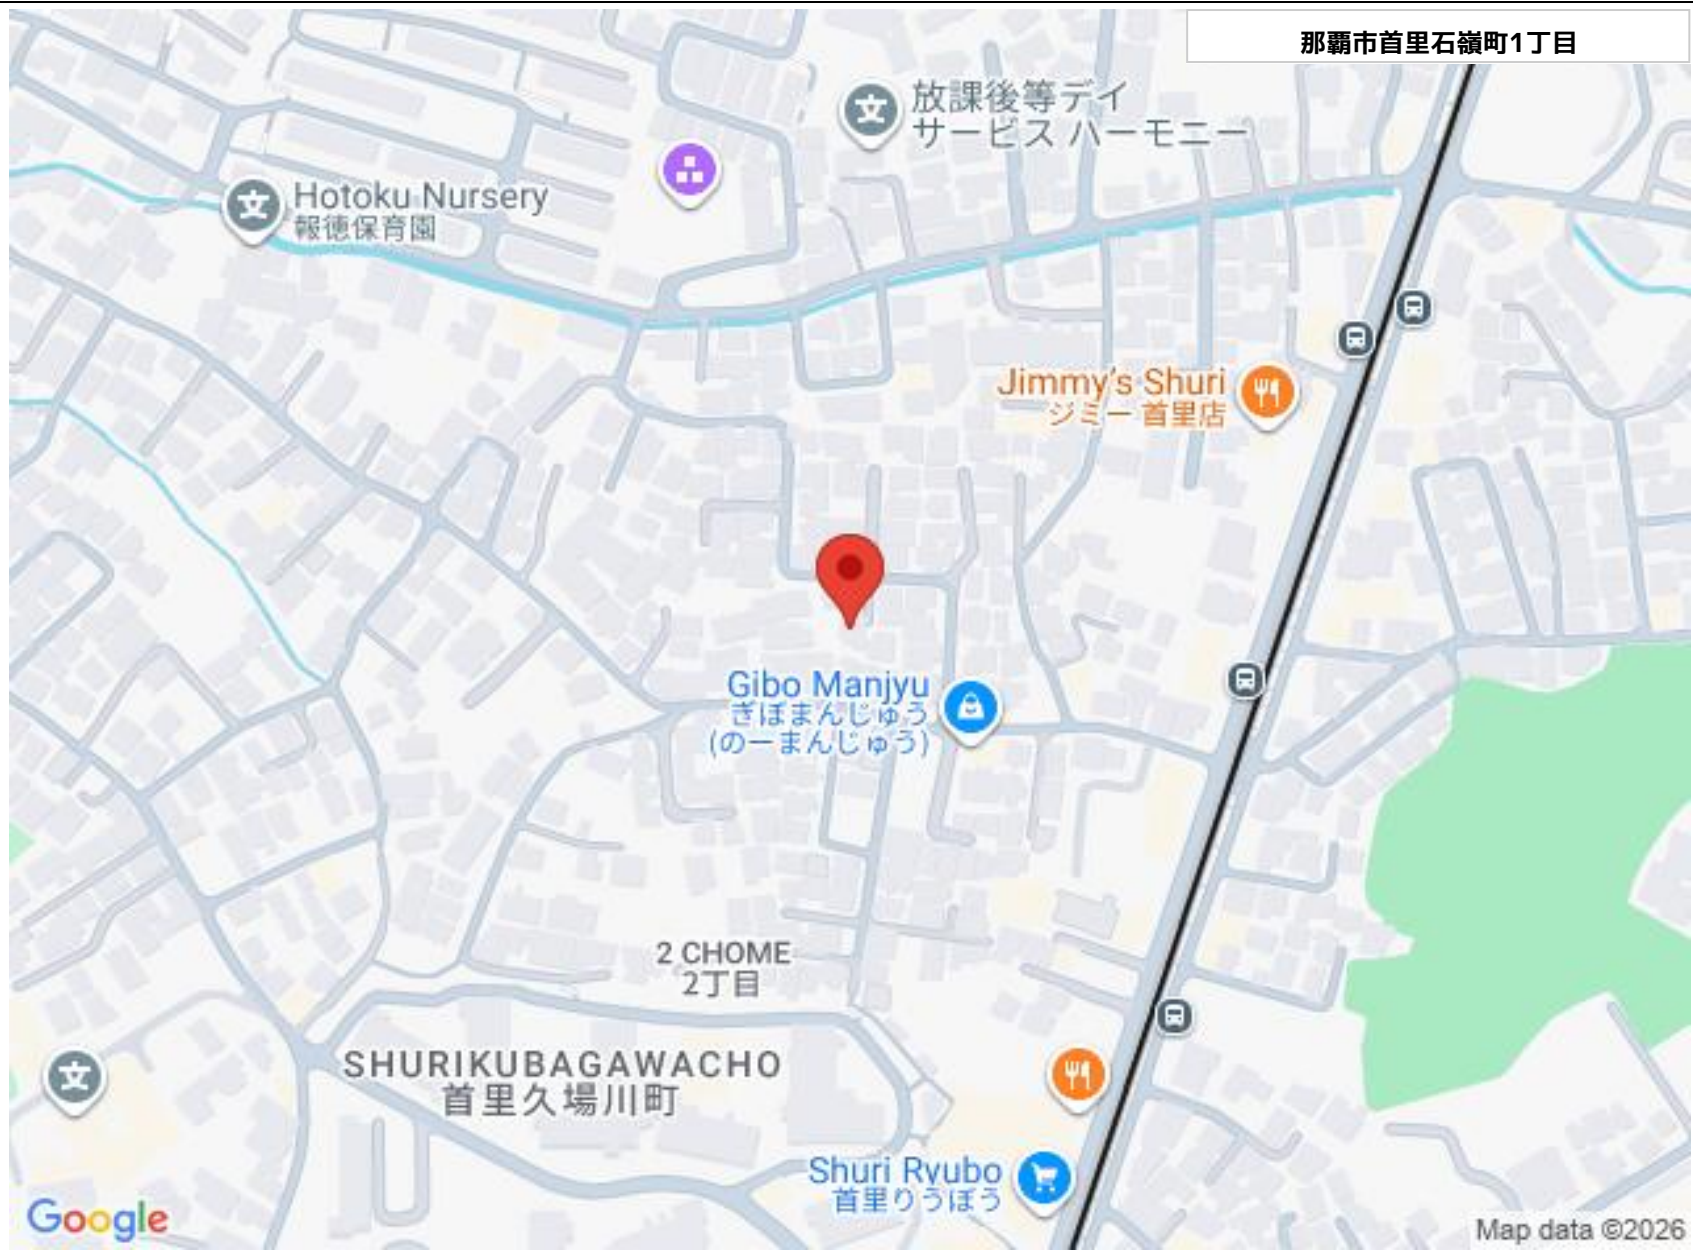 那覇市首里石嶺町1丁目
放課後等デイ
サービス ハーモニー
Hotoku Nursery
報徳保育園
Jimmy's Shuri
ジミー 首里店
Gibo Manjyu
ぎぼまんじゅう
(のーまんじゅう)
2 CHOME
2丁目
SHURIKUBAGAWACHO
首里久場川町
Shuri Ryubo
首里りうぼう
Google
Map data ©2026